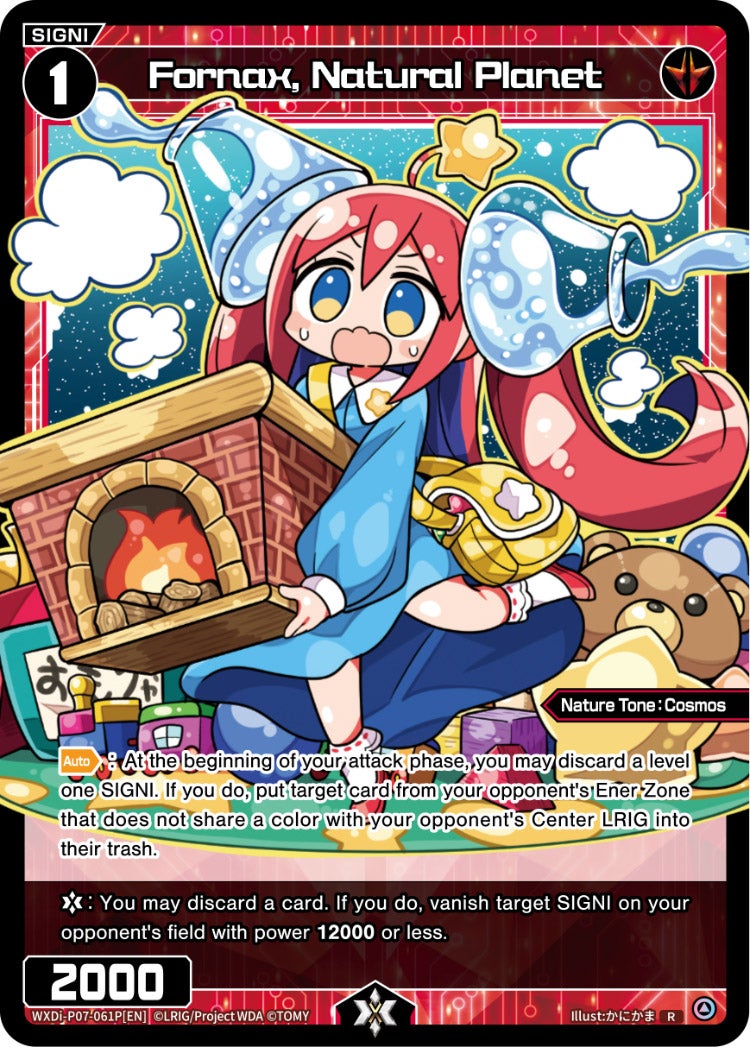 SIGNI
1
Fornax, Natural Planet
おもちゃ
Nature Tone:Cosmos
Auto : At the beginning of your attack phase, you may discard a level
one SIGNI. If you do, put target card from your opponent's Ener Zone
that does not share a color with your opponent's Center LRIG into
their trash.
: You may discard a card. If you do, vanish target SIGNI on your
opponent's field with power 12000 or less.
2000
WXDi-P07-061P[EN] ©LRIG/Project WDA ©TOMY
Illust:かにかま R